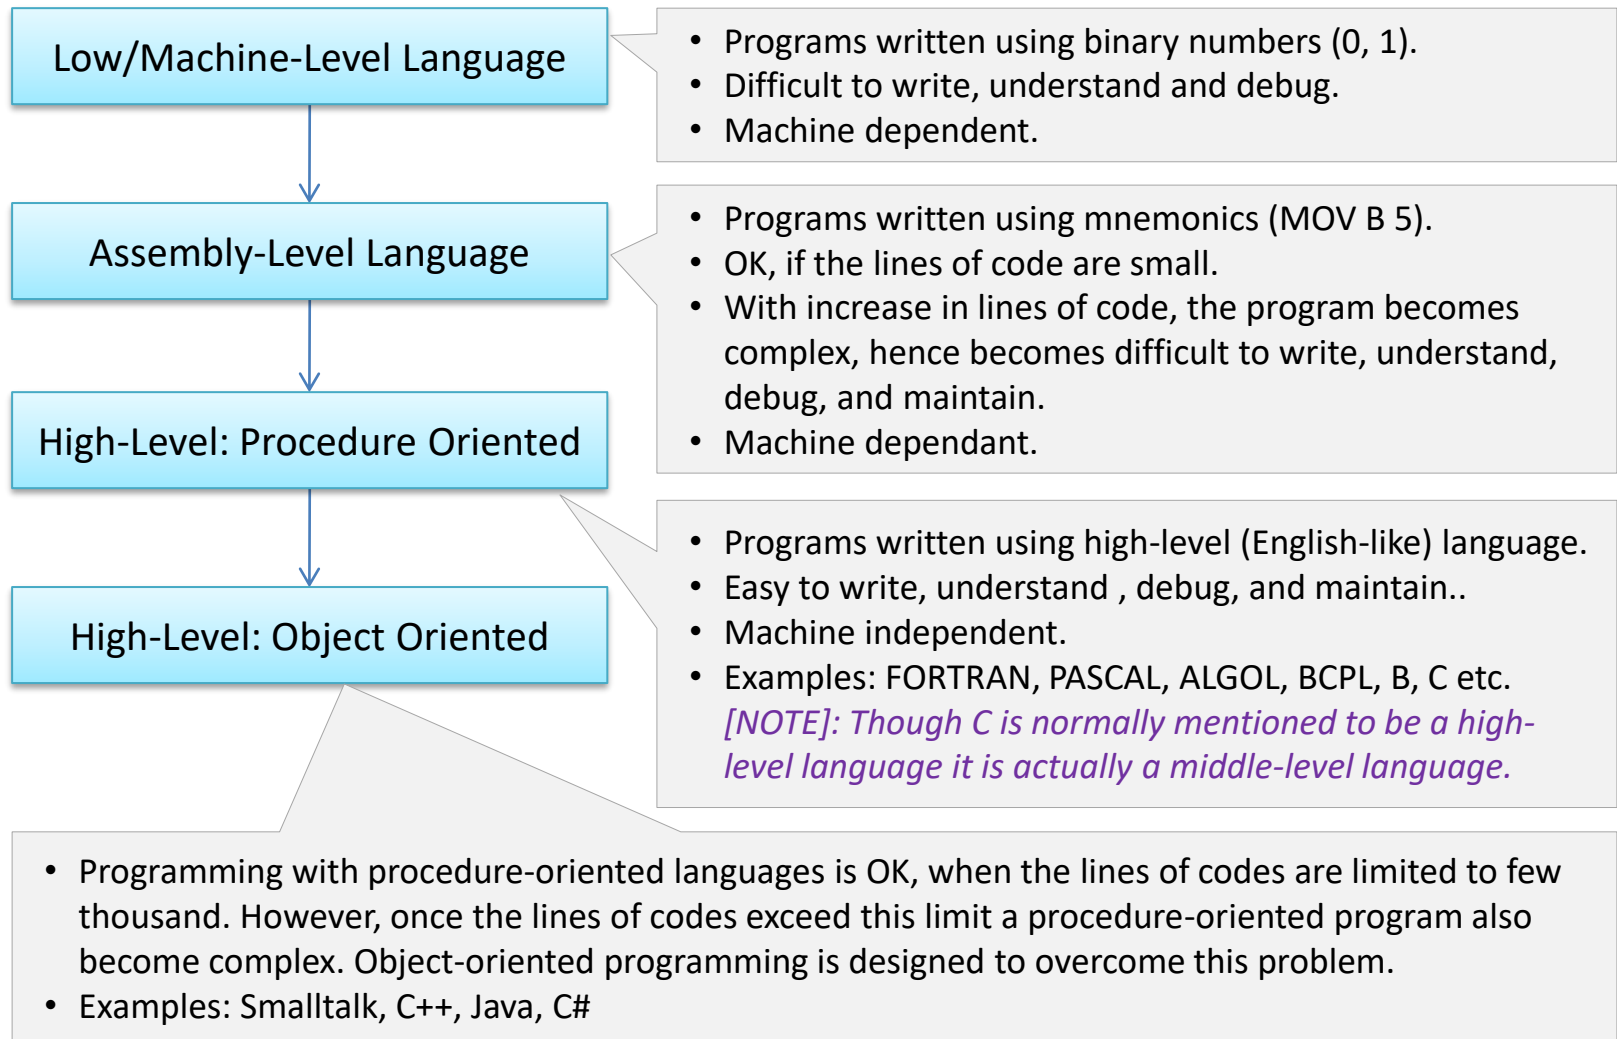 Low/Machine-Level Language
• Programs written using binary numbers (0, 1).
• Difficult to write, understand and debug.
• Machine dependent.
Assembly-Level Language
• Programs written using mnemonics (MOV B 5).
• OK, if the lines of code are small.
• With increase in lines of code, the program becomes
complex, hence becomes difficult to write, understand,
debug, and maintain.
• Machine dependant.
High-Level: Procedure Oriented
• Programs written using high-level (English-like) language.
• Easy to write, understand , debug, and maintain..
• Machine independent.
• Examples: FORTRAN, PASCAL, ALGOL, BCPL, B, C etc.
[NOTE]: Though C is normally mentioned to be a high-
level language it is actually a middle-level language.
High-Level: Object Oriented
• Programming with procedure-oriented languages is OK, when the lines of codes are limited to few
thousand. However, once the lines of codes exceed this limit a procedure-oriented program also
become complex. Object-oriented programming is designed to overcome this problem.
• Examples: Smalltalk, C++, Java, C#